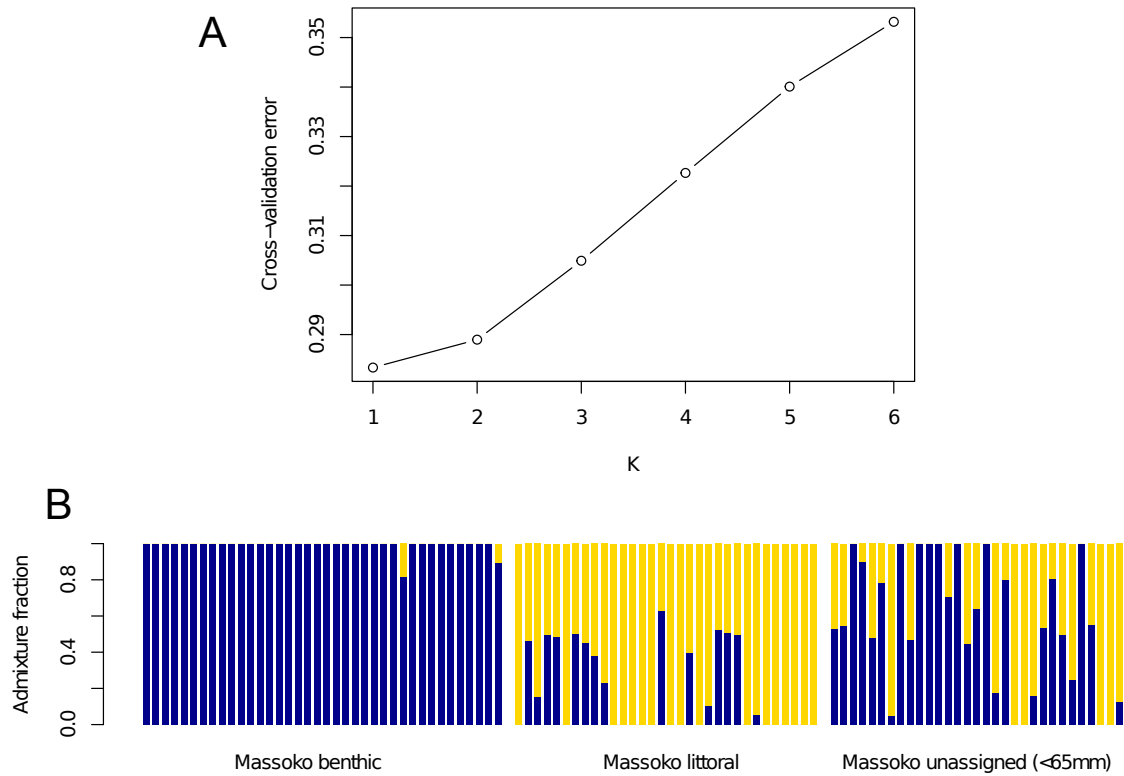 A
Cross−validation error
0.35
0.33
0.31
0.29
1 2 3 4 5 6
K
B
Admixture fraction
0.8
0.4
0.0
Massoko benthic Massoko littoral Massoko unassigned (<65mm)